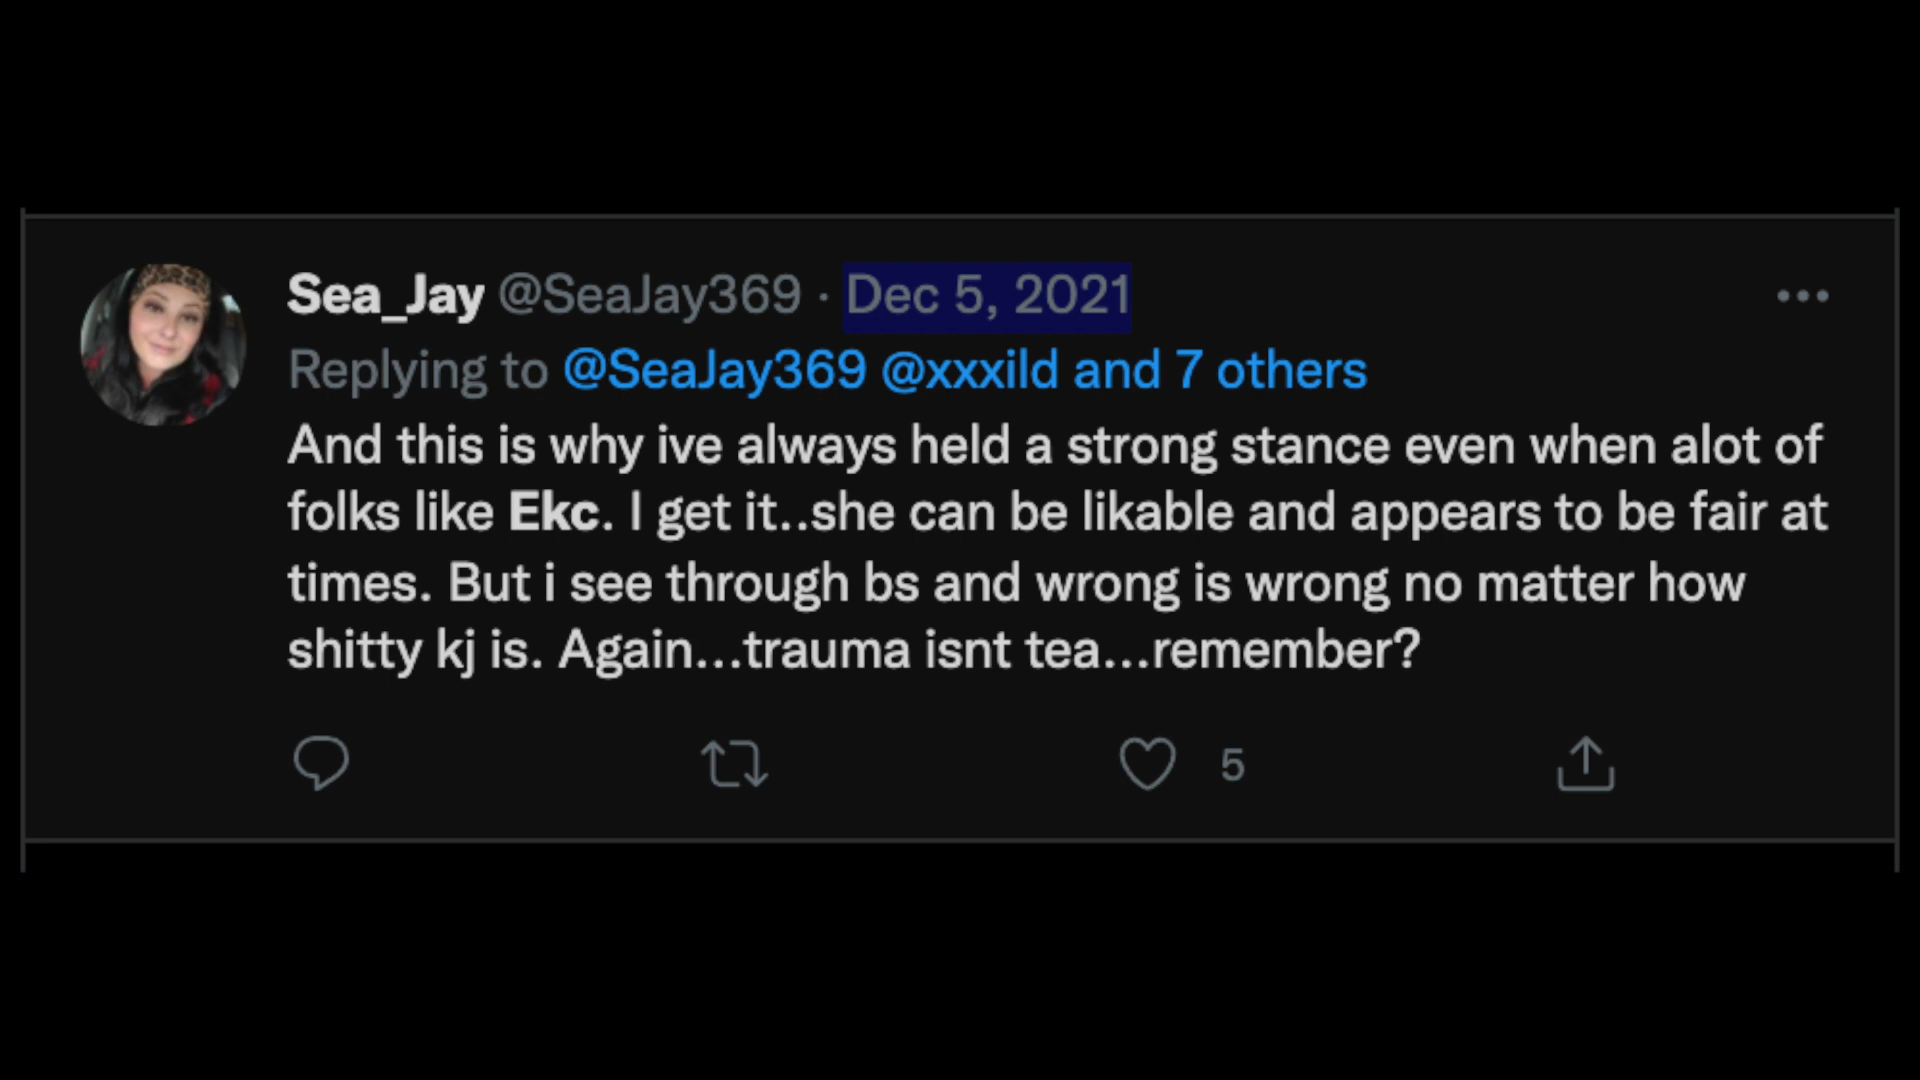 Sea_Jay @SeaJay369 · Dec 5, 2021
Replying to @SeaJay369 @xxxild and 7 others
And this is why ive always held a strong stance even when alot of
folks like Ekc. I get it..she can be likable and appears to be fair at
times. But i see through bs and wrong is wrong no matter how
shitty kj is. Again...trauma isnt tea...remember?
5